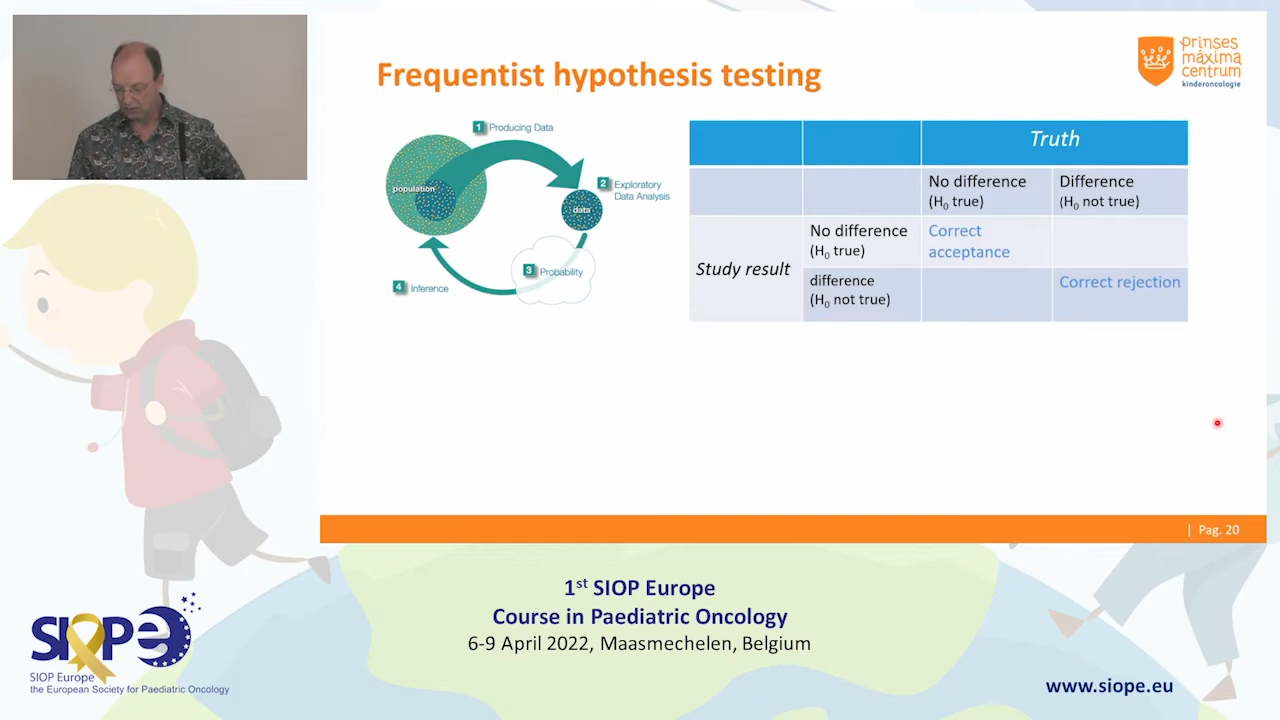 Frequentist hypothesis testing
prinses
máxima
centrum
kinderoncologie
1 Producing Data
population
2 Exploratory
Data Analysis
data
3 Probability
4 Inference
Truth
No difference
(H₀ true)
Difference
(H₀ not true)
Study result
No difference
(H₀ true)
Correct
acceptance
difference
(H₀ not true)
Correct rejection
| Pag. 20
1st SIOP Europe
Course in Paediatric Oncology
6-9 April 2022, Maasmechelen, Belgium
SIOPe
SIOP Europe
the European Society for Paediatric Oncology
www.siope.eu